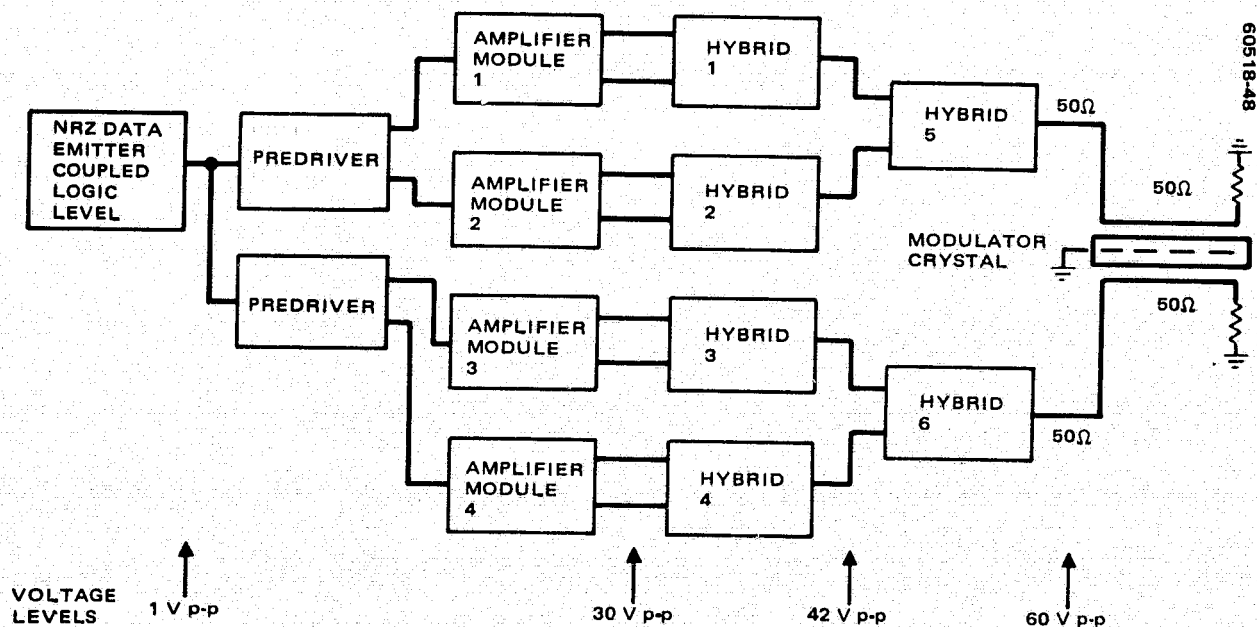 60518-48
NRZ DATA
EMITTER
COUPLED
LOGIC
LEVEL
PREDRIVER
PREDRIVER
AMPLIFIER
MODULE
1
HYBRID
1
AMPLIFIER
MODULE
2
HYBRID
2
HYBRID
5
50Ω
50Ω
MODULATOR
CRYSTAL
50Ω
AMPLIFIER
MODULE
3
HYBRID
3
HYBRID
6
50Ω
AMPLIFIER
MODULE
4
HYBRID
4
VOLTAGE
LEVELS
1 V p-p
30 V p-p
42 V p-p
60 V p-p